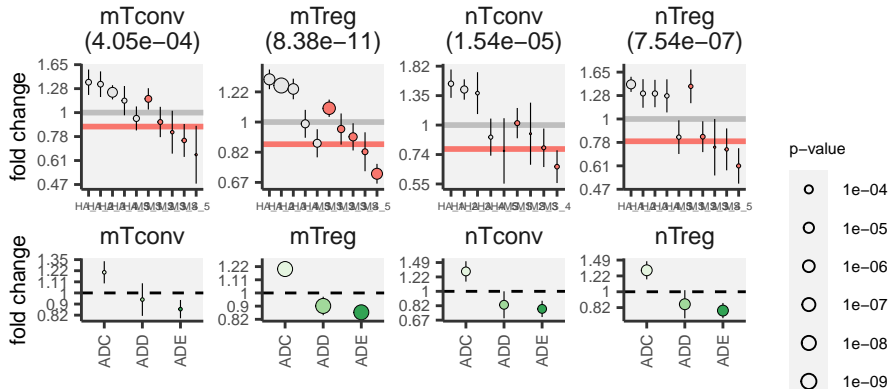 mTconv
(4.05e−04)
mTreg
(8.38e−11)
nTconv
(1.54e−05)
nTreg
(7.54e−07)
fold change
1.65
1.28
1
0.78
0.61
0.47
1.22
1
0.82
0.67
1.82
1.35
1
0.74
0.55
1.65
1.28
1
0.78
0.61
0.47
mTconv
mTreg
nTconv
nTreg
fold change
1.35
1.22
1.11
1
0.9
0.82
1.22
1.11
1
0.9
0.82
1.49
1.22
1
0.82
0.67
1.49
1.22
1
0.82
ADC
ADD
ADE
ADC
ADD
ADE
ADC
ADD
ADE
ADC
ADD
ADE
p−value
1e−04
1e−05
1e−06
1e−07
1e−08
1e−09